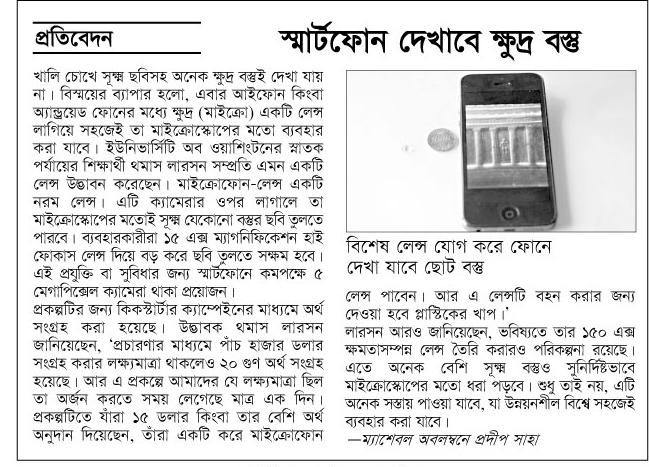 প্রতিবেদন
স্মার্টফোন দেখাবে ক্ষুদ্র বস্তু
খালি চোখে সূক্ষ্ম ছবিসহ অনেক ক্ষুদ্র বস্তুই দেখা যায়
না। বিস্ময়ের ব্যাপার হলো, এবার আইফোন কিংবা
অ্যান্ড্রয়েড ফোনের মধ্যে ক্ষুদ্র (মাইক্রো) একটি লেন্স
লাগিয়ে সহজেই তা মাইক্রোস্কোপের মতো ব্যবহার
করা যাবে। ইউনিভার্সিটি অব ওয়াশিংটনের স্নাতক
পর্যায়ের শিক্ষার্থী থমাস লারসন সম্প্রতি এমন একটি
লেন্স উদ্ভাবন করেছেন। মাইক্রোফোন-লেন্স একটি
নরম লেন্স। এটি ক্যামেরার ওপর লাগালে তা
মাইক্রোস্কোপের মতোই সূক্ষ্ম যেকোনো বস্তুর ছবি তুলতে
পারবে। ব্যবহারকারীরা ১৫ এক্স ম্যাগনিফিকেশন হাই
ফোকাস লেন্স দিয়ে বড় করে ছবি তুলতে সক্ষম হবে।
এই প্রযুক্তি বা সুবিধার জন্য স্মার্টফোনে কমপক্ষে ৫
মেগাপিক্সেল ক্যামেরা থাকা প্রয়োজন।
প্রকল্পটির জন্য কিকস্টার্টার ক্যাম্পেইনের মাধ্যমে অর্থ
সংগ্রহ করা হয়েছে। উদ্ভাবক থমাস লারসন
জানিয়েছেন, ‘প্রচারণার মাধ্যমে পাঁচ হাজার ডলার
সংগ্রহ করার লক্ষ্যমাত্রা থাকলেও ২০ গুণ অর্থ সংগ্রহ
হয়েছে। আর এ প্রকল্পে আমাদের যে লক্ষ্যমাত্রা ছিল
তা অর্জন করতে সময় লেগেছে মাত্র এক দিন।
প্রকল্পটিতে যাঁরা ১৫ ডলার কিংবা তার বেশি অর্থ
অনুদান দিয়েছেন, তাঁরা একটি করে মাইক্রোফোন
বিশেষ লেন্স যোগ করে ফোনে
দেখা যাবে ছোট বস্তু
লেন্স পাবেন। আর এ লেন্সটি বহন করার জন্য
দেওয়া হবে প্লাস্টিকের খাপ।’
লারসন আরও জানিয়েছেন, ভবিষ্যতে তার ১৫০ এক্স
ক্ষমতাসম্পন্ন লেন্স তৈরি করারও পরিকল্পনা রয়েছে।
এতে অনেক বেশি সূক্ষ্ম বস্তুও সুনির্দিষ্টভাবে
মাইক্রোস্কোপের মতো ধরা পড়বে। শুধু তাই নয়, এটি
অনেক সস্তায় পাওয়া যাবে, যা উন্নয়নশীল বিশ্বে সহজেই
ব্যবহার করা যাবে।
—ম্যাশেবল অবলম্বনে প্রদীপ সাহা